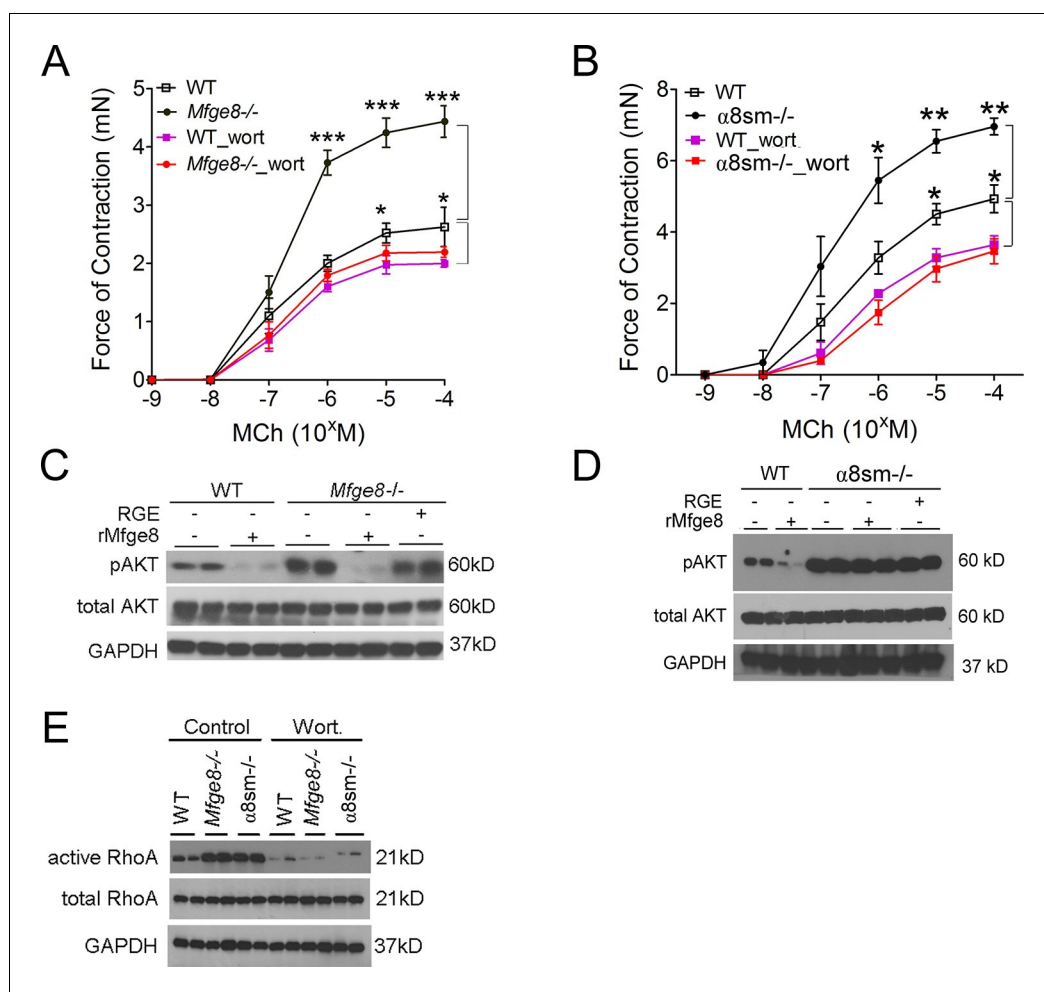 A
Force of Contraction (mN)
5
4
3
2
1
0
WT
Mfge8-/-
WT_wort
Mfge8-/-_wort
***
***
***
*
*
-9 -8 -7 -6 -5 -4
MCh (10ˣM)
B
Force of Contraction (mN)
8
6
4
2
0
WT
α8sm-/-
WT_wort
α8sm-/-_wort
*
**
**
*
*
-9 -8 -7 -6 -5 -4
MCh (10ˣM)
C
WT Mfge8-/-
RGE - - - - +
rMfge8 - + - + -
pAKT 60kD
total AKT 60kD
GAPDH 37kD
D
WT α8sm-/-
RGE - - - - +
rMfge8 - + - + -
pAKT 60 kD
total AKT 60 kD
GAPDH 37 kD
E
Control Wort.
WT Mfge8-/- α8sm-/- WT Mfge8-/- α8sm-/-
active RhoA 21kD
total RhoA 21kD
GAPDH 37kD